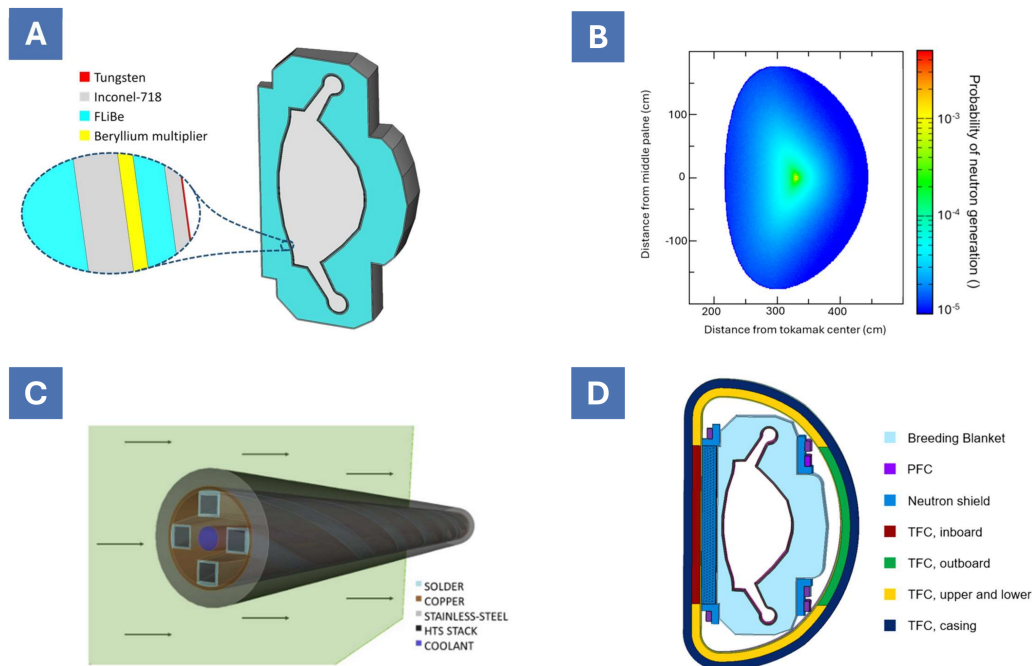 A
Tungsten
Inconel-718
FLiBe
Beryllium multiplier
B
Distance from middle palne (cm)
100
0
-100
200
300
400
Distance from tokamak center (cm)
10-3
10-4
10-5
Probability of neutron generation ()
C
SOLDER
COPPER
STAINLESS-STEEL
HTS STACK
COOLANT
D
Breeding Blanket
PFC
Neutron shield
TFC, inboard
TFC, outboard
TFC, upper and lower
TFC, casing